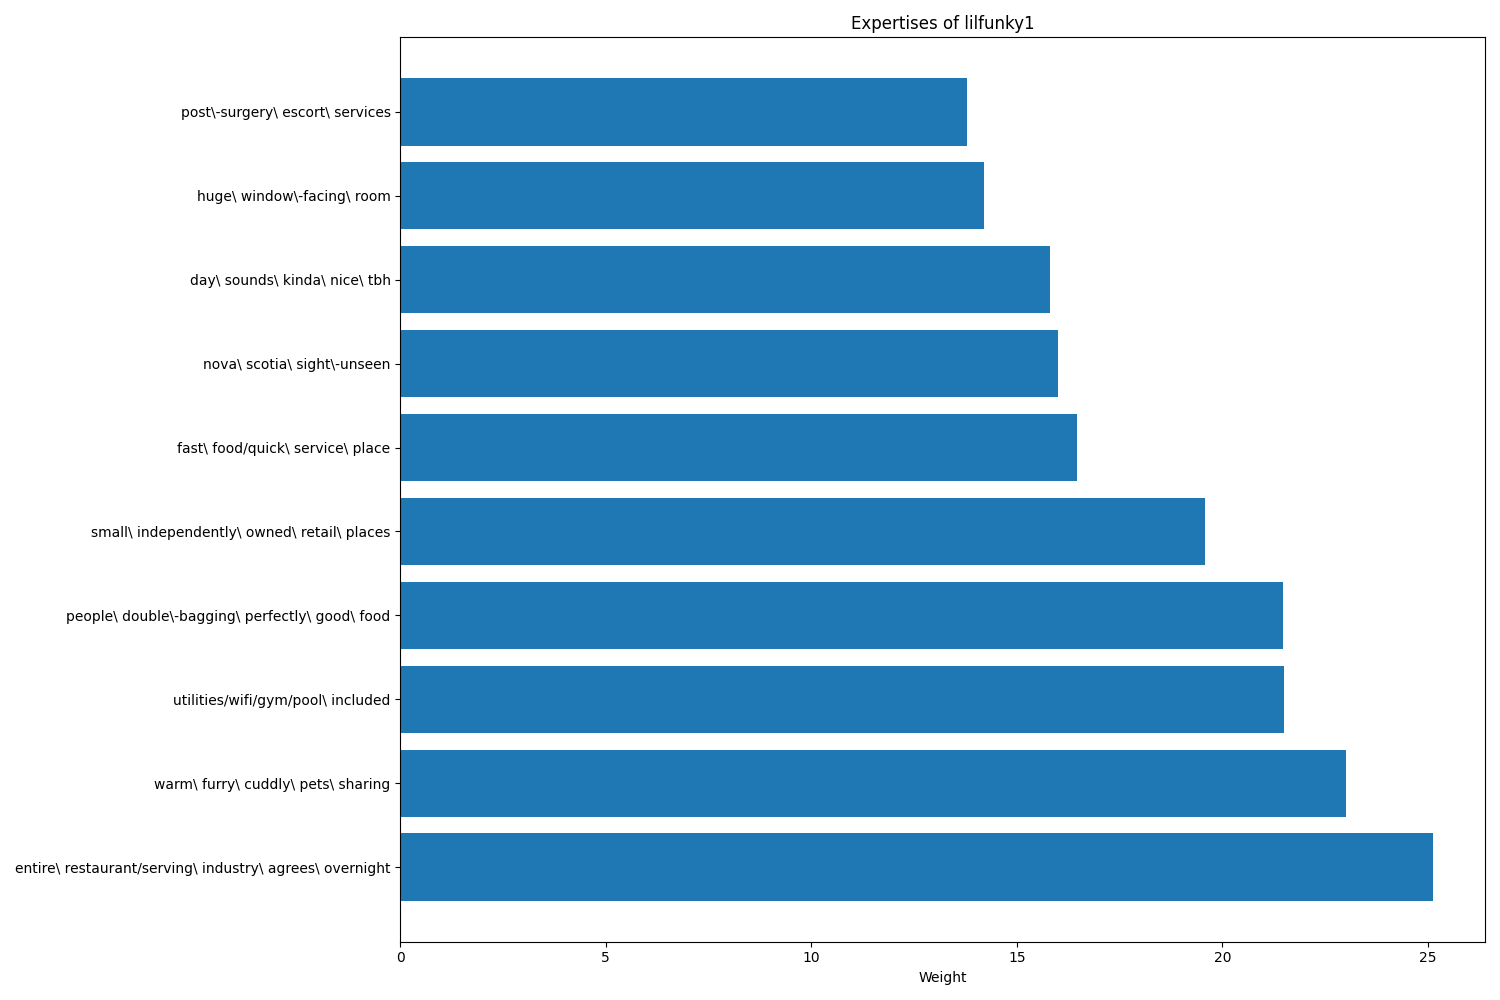 Expertises of lilfunky1
post\-surgery\ escort\ services
huge\ window\-facing\ room
day\ sounds\ kinda\ nice\ tbh
nova\ scotia\ sight\-unseen
fast\ food/quick\ service\ place
small\ independently\ owned\ retail\ places
people\ double\-bagging\ perfectly\ good\ food
utilities/wifi/gym/pool\ included
warm\ furry\ cuddly\ pets\ sharing
entire\ restaurant/serving\ industry\ agrees\ overnight
0 5 10 15 20 25
Weight